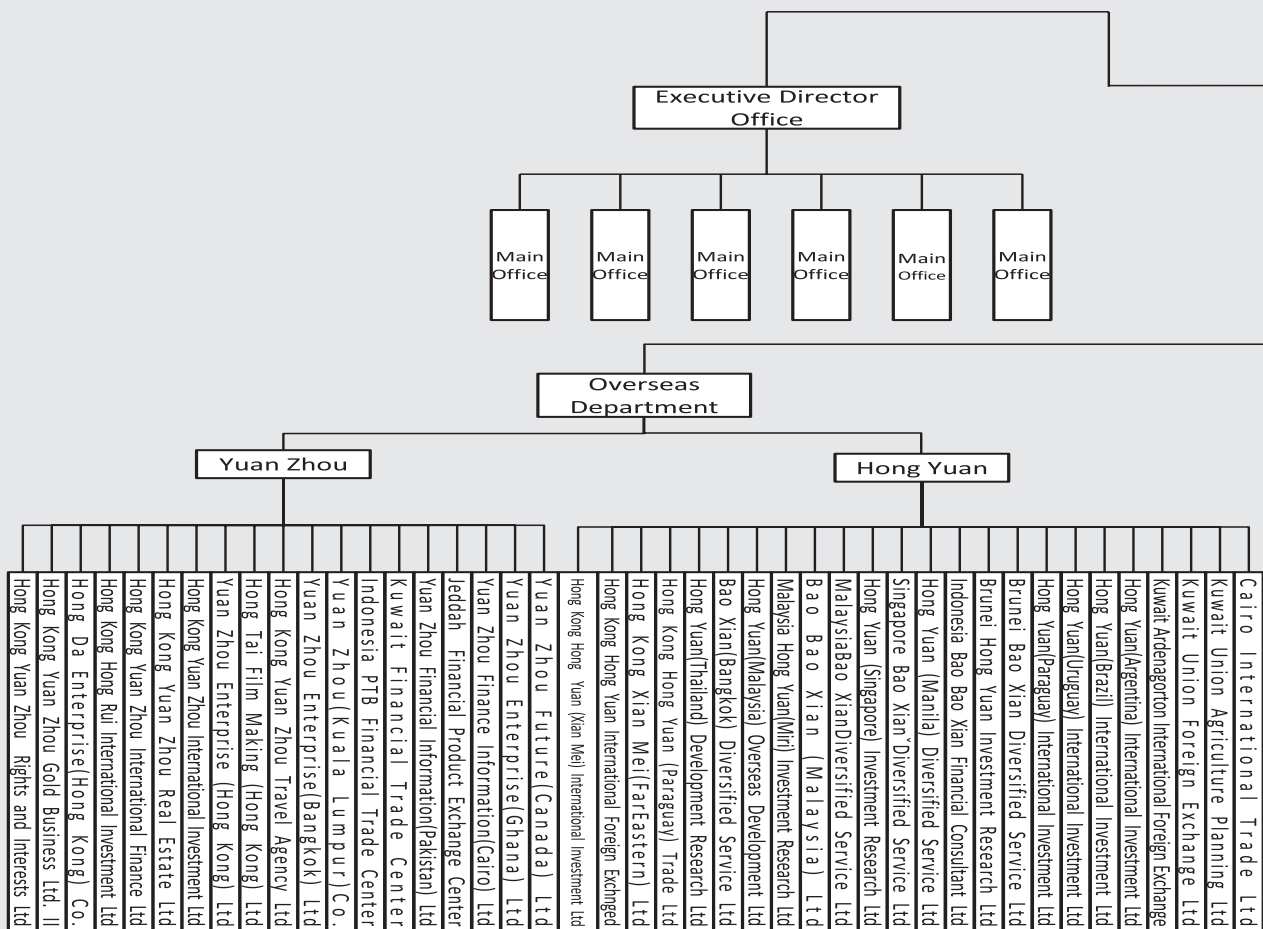 Executive Director
Office
Main
Office
Main
Office
Main
Office
Main
Office
Main
Office
Main
Office
Overseas
Department
Yuan Zhou
Hong Yuan
Hong Kong Yuan Zhou Rights and Interests Ltd
Hong Kong Yuan Zhou Gold Business Ltd. II
Hong Da Enterprise(Hong Kong) Co.
Hong Kong Hong Rui International Investment Ltd
Hong Kong Yuan Zhou International Finance Ltd
Hong Kong Yuan Zhou Real Estate Ltd
Hong Kong Yuan Zhou International Investment Ltd
Yuan Zhou Enterprise (Hong Kong) Ltd
Hong Tai Film Making (Hong Kong) Ltd
Hong Kong Yuan Zhou Travel Agency Ltd
Yuan Zhou Enterprise(Bangkok) Ltd
Yuan Zhou(Kuala Lumpur)Co.
Indonesia PTB Financial Trade Center
Kuwait Financial Trade Center
Yuan Zhou Financial Information(Pakistan) Ltd
Jeddah Financial Product Exchange Center
Yuan Zhou Finance Information(Cairo) Ltd
Yuan Zhou Enterprise(Ghana) Ltd
Yuan Zhou Future(Canada) Ltd
Hong Kong Hong Yuan (Xian Mei) International Investment Ltd
Hong Kong Hong Yuan International Foreign Exchnged
Hong Kong Xian Mei(FarEastern) Ltd
Hong Kong Hong Yuan (Paraguay) Trade Ltd
Hong Yuan(Thailand) Development Research Ltd
Bao Xian(Bangkok) Diversified Service Ltd
Hong Yuan(Malaysia) Overseas Development Ltd
Malaysia Hong Yuan(Miri) Investment Research Ltd
Bao Bao Xian (Malaysia) Ltd
MalaysiaBao XianDiversified Service Ltd
Hong Yuan (Singapore) Investment Research Ltd
Singapore Bao XianˇDiversified Service Ltd
Hong Yuan (Manila) Diversified Service Ltd
Indonesia Bao Bao Xian Financial Consultant Ltd
Brunei Hong Yuan Investment Research Ltd
Brunei Bao Xian Diversified Service Ltd
Hong Yuan(Paraguay) International Investment Ltd
Hong Yuan(Uruguay) International Investment Ltd
Hong Yuan(Brazil) International Investment Ltd
Hong Yuan(Argentina) International Investment Ltd
Kuwait Ardenagorton International Foreign Exchange
Kuwait Union Foreign Exchange Ltd
Kuwait Union Agriculture Planning Ltd
Cairo International Trade Ltd